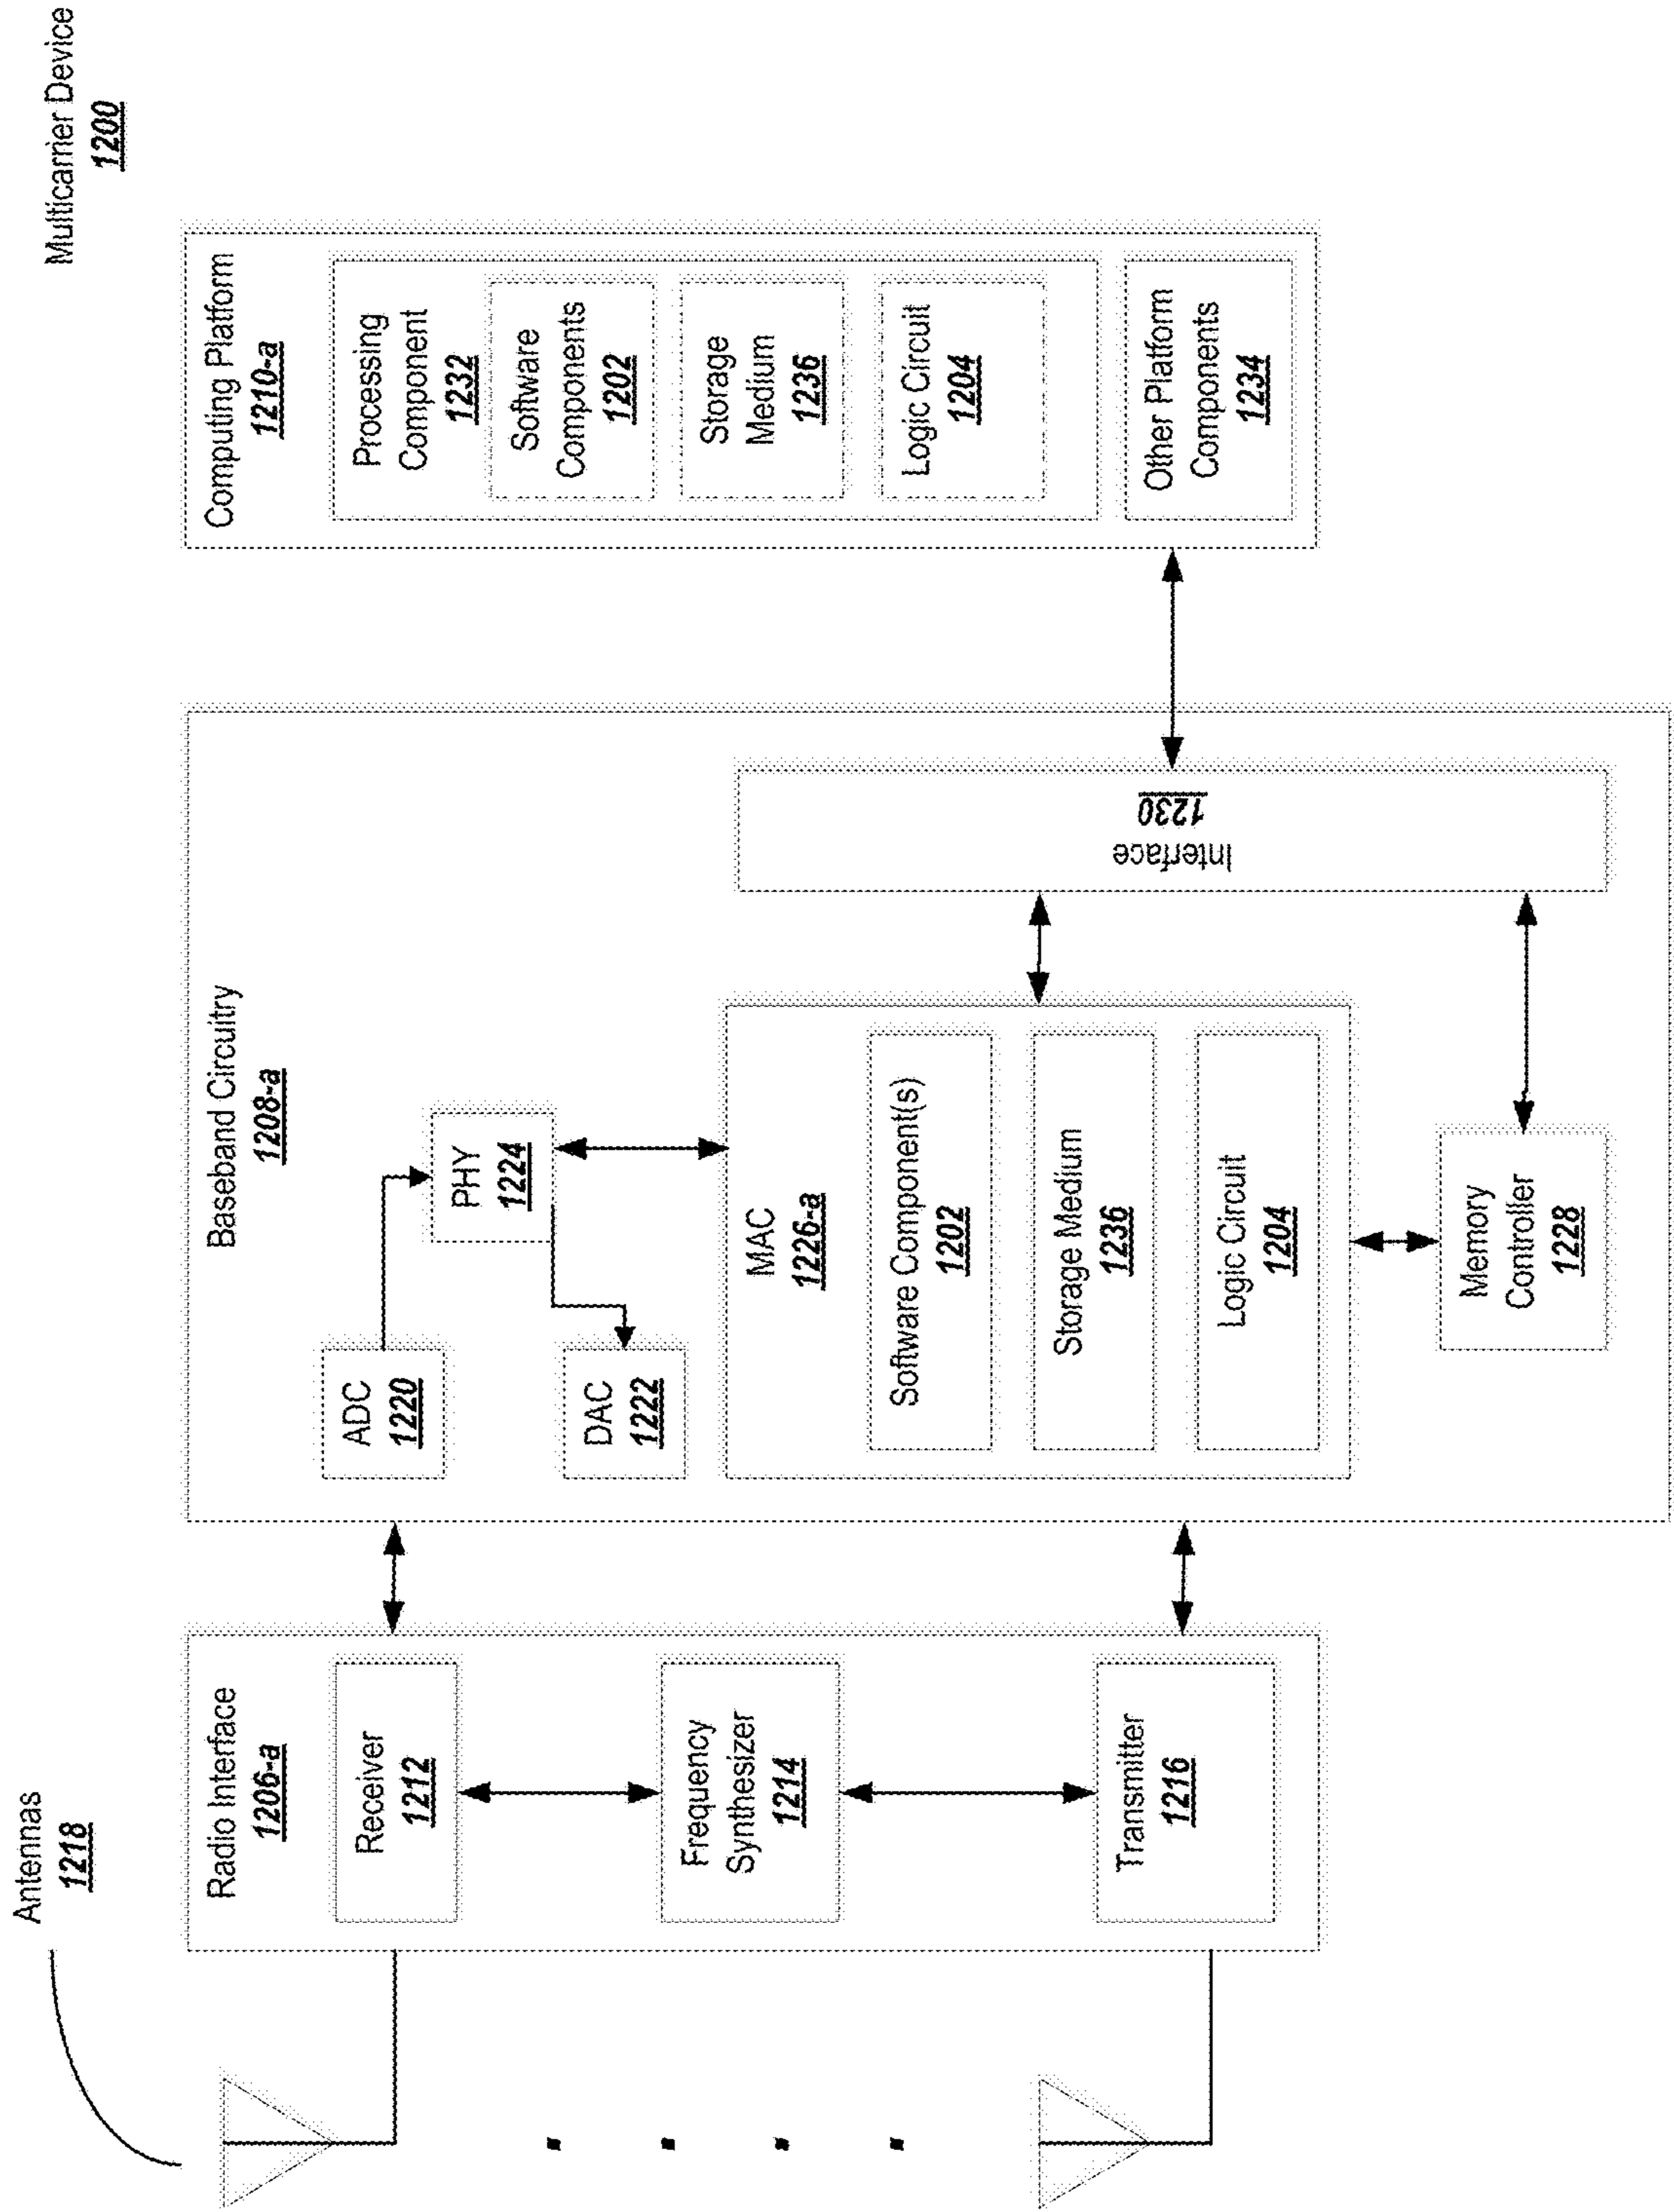 Multicarrier Device
1200
Antennas
1218
Radio Interface
1206-a
Receiver
1212
Frequency
Synthesizer
1214
Transmitter
1216
Baseband Circuitry
1208-a
ADC
1220
PHY
1224
DAC
1222
MAC
1226-a
Software Component(s)
1202
Storage Medium
1236
Logic Circuit
1204
Memory
Controller
1228
Interface
1230
Computing Platform
1210-a
Processing
Component
1232
Software
Components
1202
Storage
Medium
1236
Logic Circuit
1204
Other Platform
Components
1234